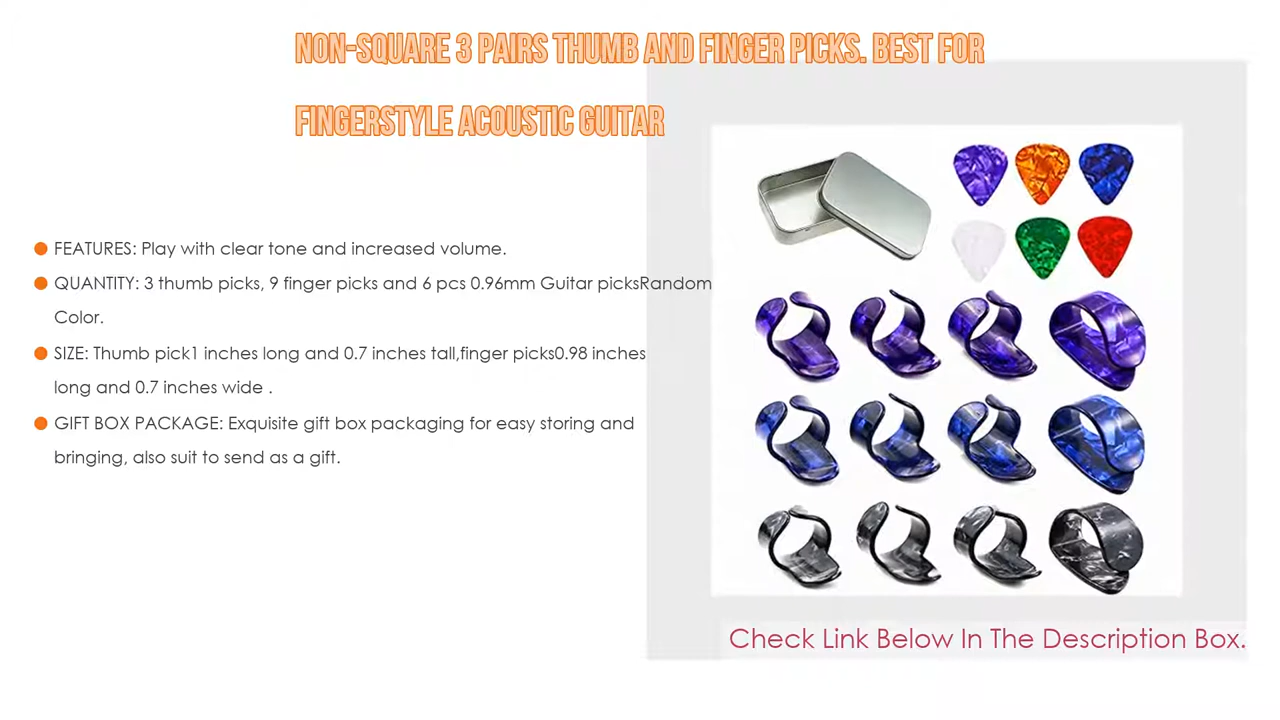 NON-SQUARE 3 PAIRS THUMB AND FINGER PICKS. BEST FOR
FINGERSTYLE ACOUSTIC GUITAR
FEATURES: Play with clear tone and increased volume.
QUANTITY: 3 thumb picks, 9 finger picks and 6 pcs 0.96mm Guitar picksRandom
Color.
SIZE: Thumb pick1 inches long and 0.7 inches tall,finger picks0.98 inches
long and 0.7 inches wide .
GIFT BOX PACKAGE: Exquisite gift box packaging for easy storing and
bringing, also suit to send as a gift.
Check Link Below In The Description Box.